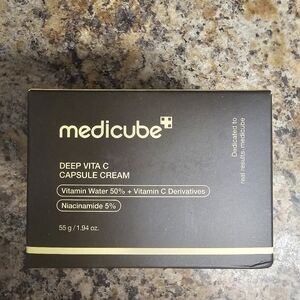 medicube
DEEP VITA C
CAPSULE CREAM
Vitamin Water 50% + Vitamin C Derivatives
Niacinamide 5%
55 g / 1.94 oz.
Dedicated to
real results. medicube